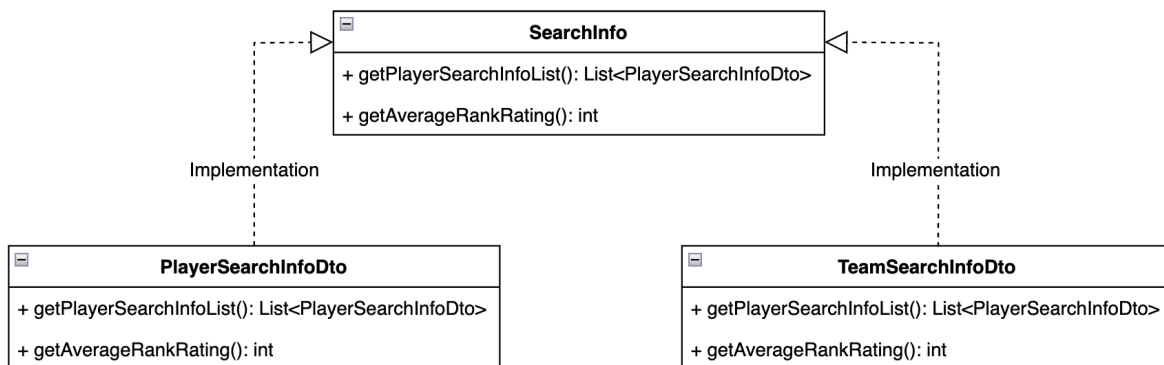 SearchInfo
+ getPlayerSearchInfoList(): List<PlayerSearchInfoDto>
+ getAverageRankRating(): int
Implementation
Implementation
PlayerSearchInfoDto
+ getPlayerSearchInfoList(): List<PlayerSearchInfoDto>
+ getAverageRankRating(): int
TeamSearchInfoDto
+ getPlayerSearchInfoList(): List<PlayerSearchInfoDto>
+ getAverageRankRating(): int